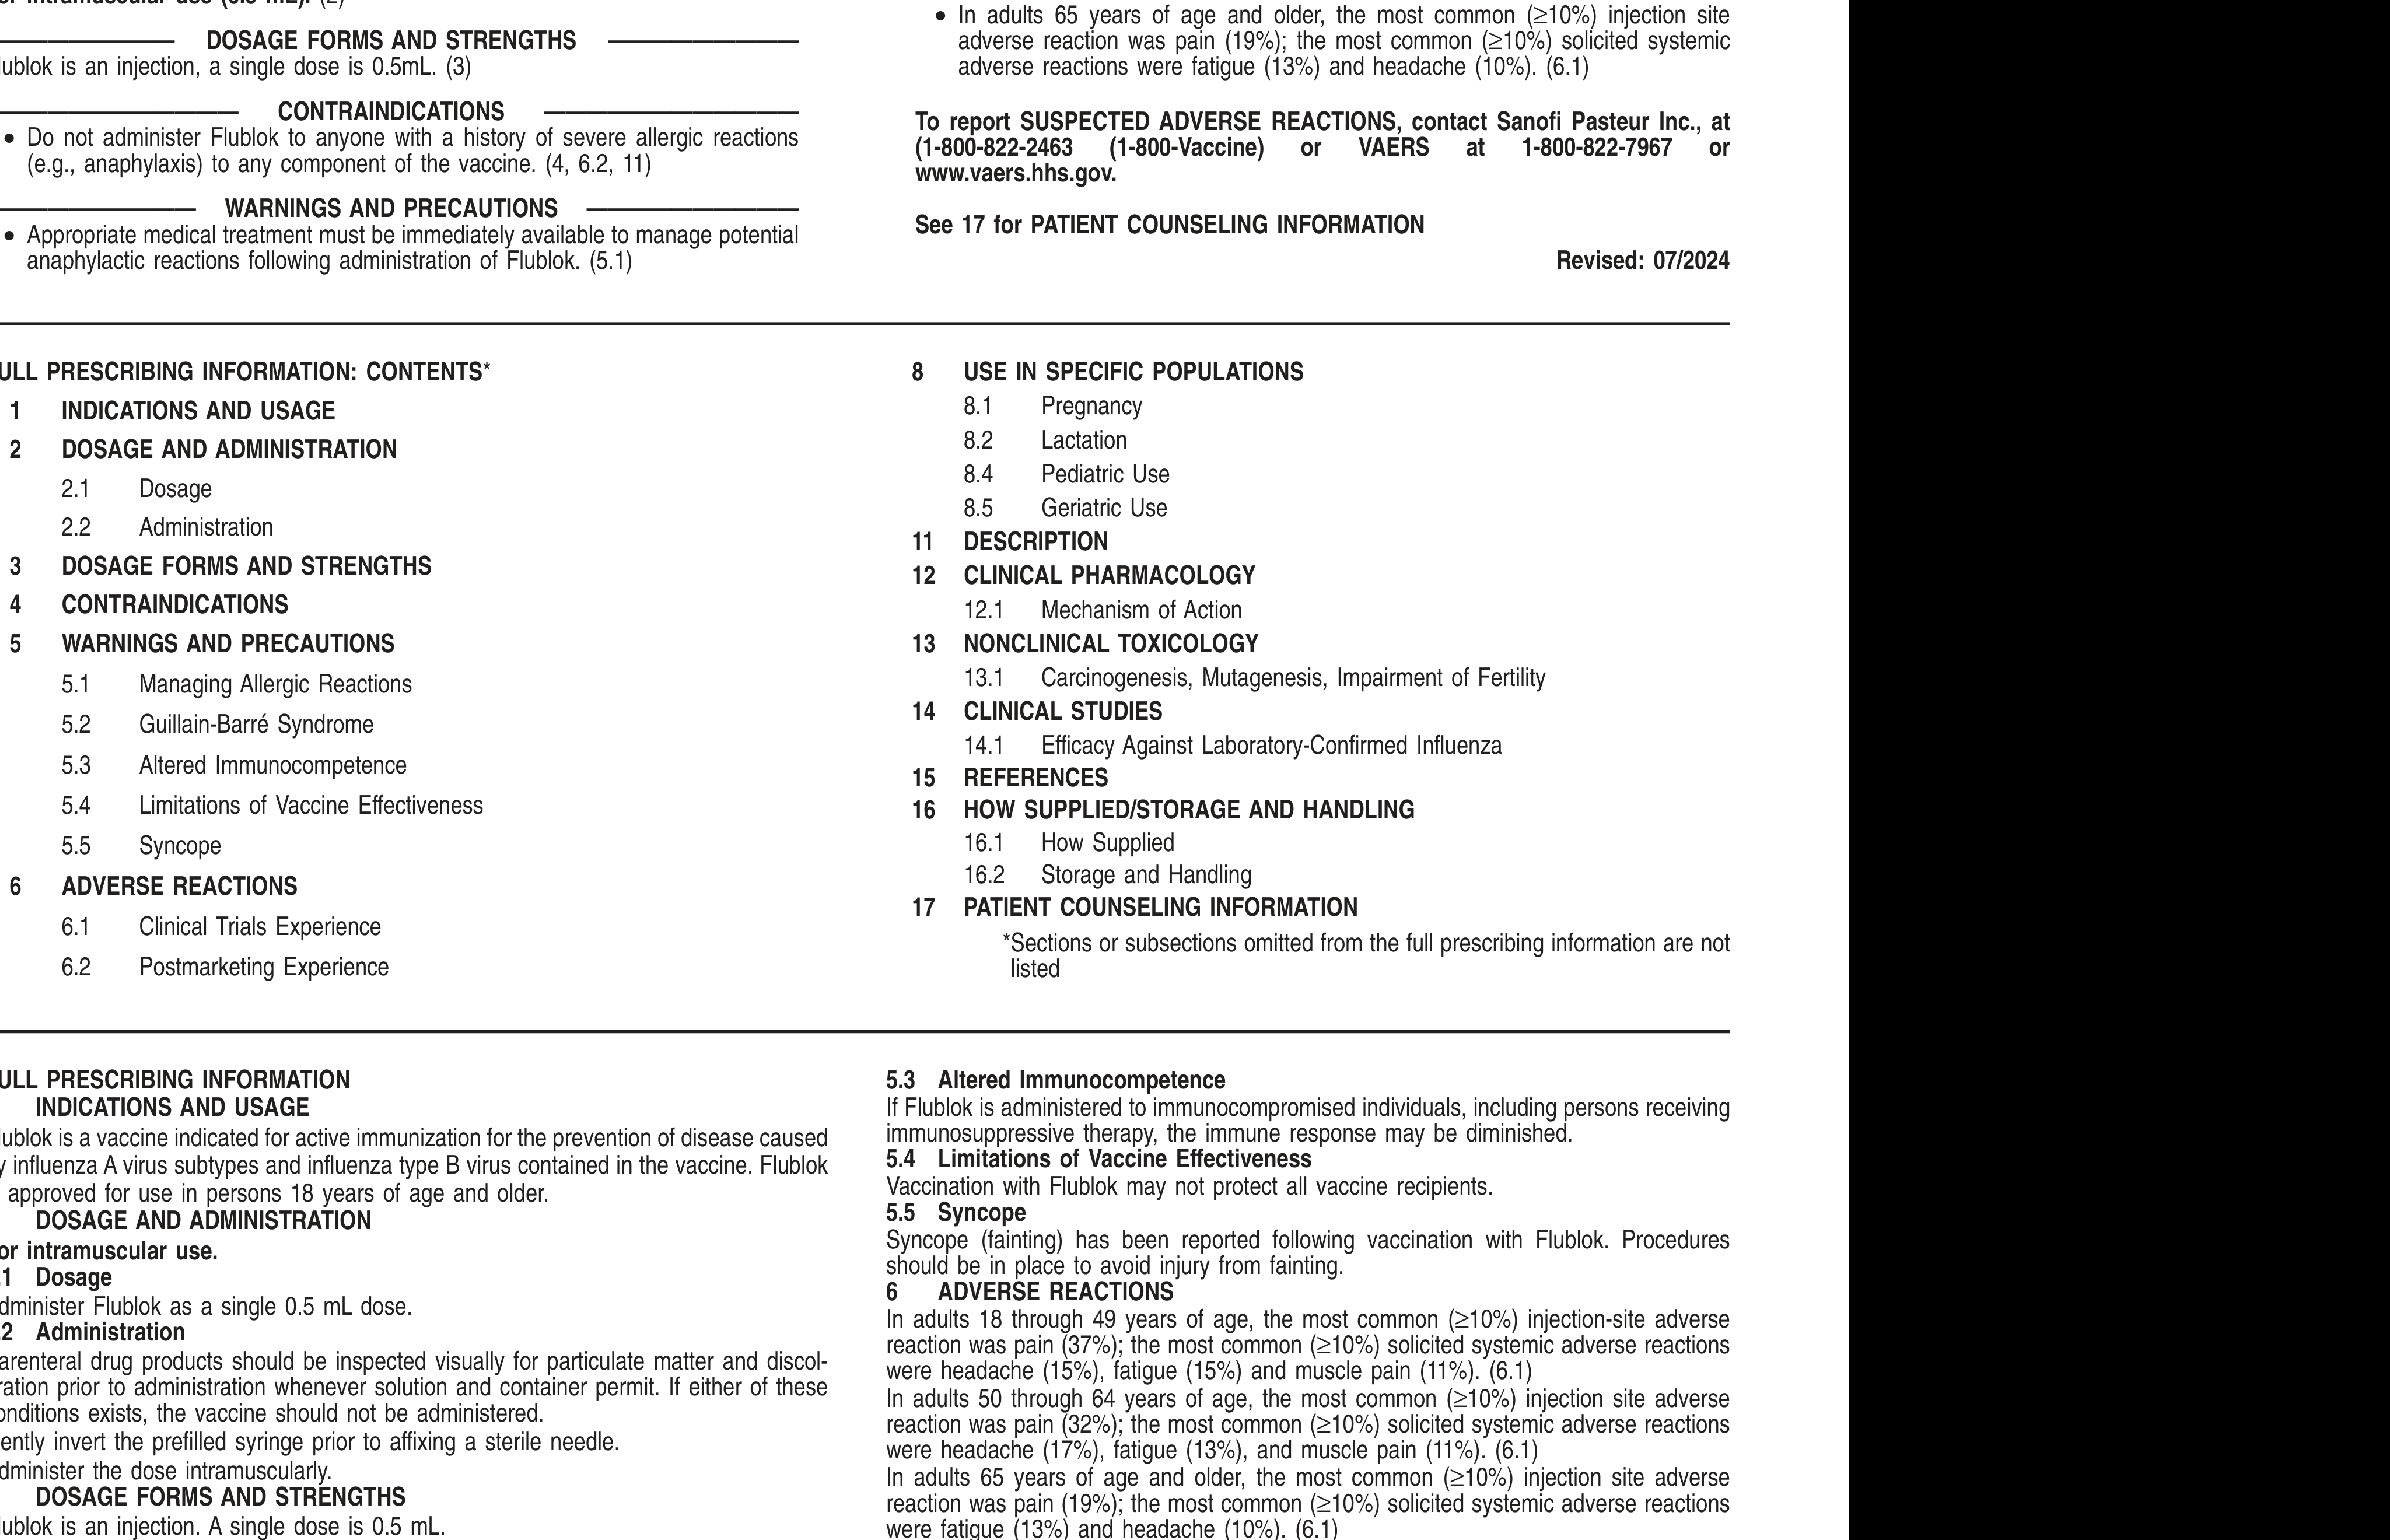 or intramuscular use (0.5 mL). (2)
DOSAGE FORMS AND STRENGTHS
lublok is an injection, a single dose is 0.5mL. (3)
CONTRAINDICATIONS
• Do not administer Flublok to anyone with a history of severe allergic reactions
(e.g., anaphylaxis) to any component of the vaccine. (4, 6.2, 11)
WARNINGS AND PRECAUTIONS
• Appropriate medical treatment must be immediately available to manage potential
anaphylactic reactions following administration of Flublok. (5.1)
• In adults 65 years of age and older, the most common (≥10%) injection site
adverse reaction was pain (19%); the most common (≥10%) solicited systemic
adverse reactions were fatigue (13%) and headache (10%). (6.1)
To report SUSPECTED ADVERSE REACTIONS, contact Sanofi Pasteur Inc., at
(1-800-822-2463 (1-800-Vaccine) or VAERS at 1-800-822-7967 or
www.vaers.hhs.gov.
See 17 for PATIENT COUNSELING INFORMATION
Revised: 07/2024
ULL PRESCRIBING INFORMATION: CONTENTS*
1 INDICATIONS AND USAGE
2 DOSAGE AND ADMINISTRATION
2.1 Dosage
2.2 Administration
3 DOSAGE FORMS AND STRENGTHS
4 CONTRAINDICATIONS
5 WARNINGS AND PRECAUTIONS
5.1 Managing Allergic Reactions
5.2 Guillain-Barré Syndrome
5.3 Altered Immunocompetence
5.4 Limitations of Vaccine Effectiveness
5.5 Syncope
6 ADVERSE REACTIONS
6.1 Clinical Trials Experience
6.2 Postmarketing Experience
8 USE IN SPECIFIC POPULATIONS
8.1 Pregnancy
8.2 Lactation
8.4 Pediatric Use
8.5 Geriatric Use
11 DESCRIPTION
12 CLINICAL PHARMACOLOGY
12.1 Mechanism of Action
13 NONCLINICAL TOXICOLOGY
13.1 Carcinogenesis, Mutagenesis, Impairment of Fertility
14 CLINICAL STUDIES
14.1 Efficacy Against Laboratory-Confirmed Influenza
15 REFERENCES
16 HOW SUPPLIED/STORAGE AND HANDLING
16.1 How Supplied
16.2 Storage and Handling
17 PATIENT COUNSELING INFORMATION
*Sections or subsections omitted from the full prescribing information are not
listed
ULL PRESCRIBING INFORMATION
INDICATIONS AND USAGE
lublok is a vaccine indicated for active immunization for the prevention of disease caused
y influenza A virus subtypes and influenza type B virus contained in the vaccine. Flublok
approved for use in persons 18 years of age and older.
DOSAGE AND ADMINISTRATION
or intramuscular use.
.1 Dosage
dminister Flublok as a single 0.5 mL dose.
.2 Administration
arenteral drug products should be inspected visually for particulate matter and discol-
ration prior to administration whenever solution and container permit. If either of these
onditions exists, the vaccine should not be administered.
ently invert the prefilled syringe prior to affixing a sterile needle.
dminister the dose intramuscularly.
DOSAGE FORMS AND STRENGTHS
lublok is an injection. A single dose is 0.5 mL.
5.3 Altered Immunocompetence
If Flublok is administered to immunocompromised individuals, including persons receiving
immunosuppressive therapy, the immune response may be diminished.
5.4 Limitations of Vaccine Effectiveness
Vaccination with Flublok may not protect all vaccine recipients.
5.5 Syncope
Syncope (fainting) has been reported following vaccination with Flublok. Procedures
should be in place to avoid injury from fainting.
6 ADVERSE REACTIONS
In adults 18 through 49 years of age, the most common (≥10%) injection-site adverse
reaction was pain (37%); the most common (≥10%) solicited systemic adverse reactions
were headache (15%), fatigue (15%) and muscle pain (11%). (6.1)
In adults 50 through 64 years of age, the most common (≥10%) injection site adverse
reaction was pain (32%); the most common (≥10%) solicited systemic adverse reactions
were headache (17%), fatigue (13%), and muscle pain (11%). (6.1)
In adults 65 years of age and older, the most common (≥10%) injection site adverse
reaction was pain (19%); the most common (≥10%) solicited systemic adverse reactions
were fatigue (13%) and headache (10%). (6.1)